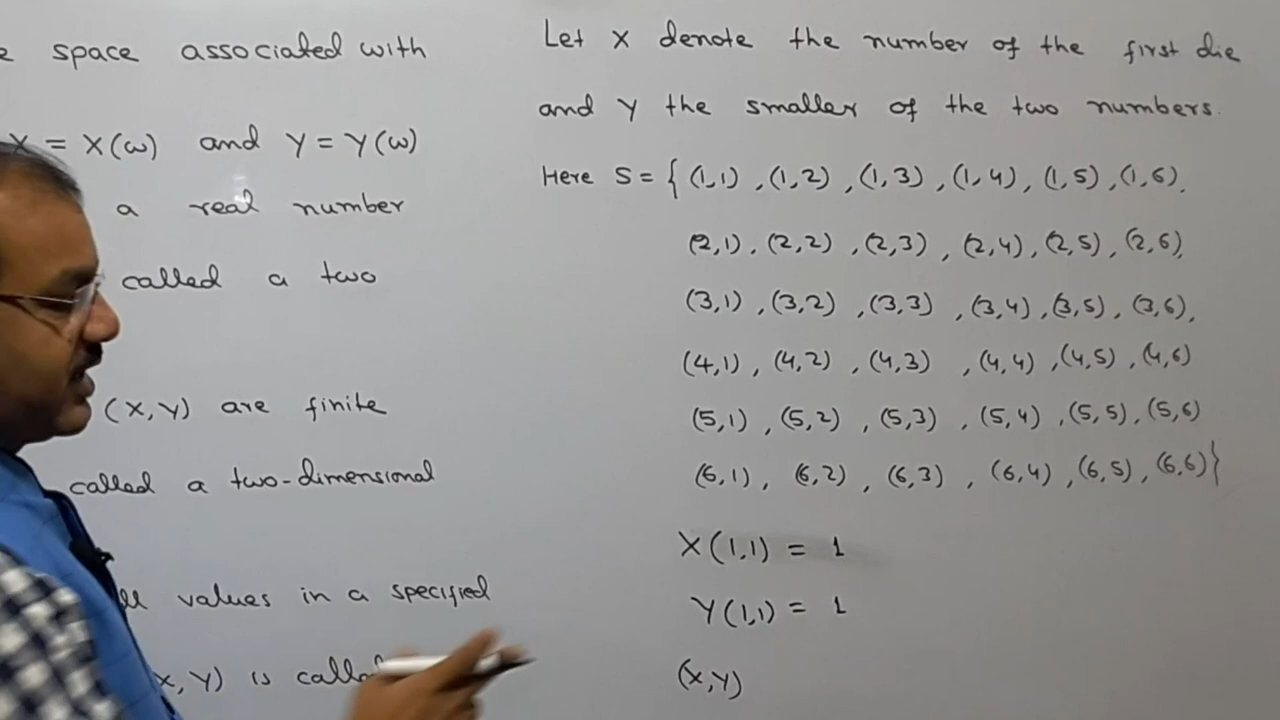 space associated with
X = X(ω) and Y = Y(ω)
a real number
called a two
(X,Y) are finite
called a two-dimensional
values in a specified
X,Y) is
Let X denote the number of the first die
and Y the smaller of the two numbers.
Here S = { (1,1) , (1,2) , (1,3) , (1,4) , (1,5) , (1,6),
(2,1) , (2,2) , (2,3) , (2,4) , (2,5) , (2,6),
(3,1) , (3,2) , (3,3) , (3,4) , (3,5) , (3,6),
(4,1) , (4,2) , (4,3) , (4,4) , (4,5) , (4,6)
(5,1) , (5,2) , (5,3) , (5,4) , (5,5) , (5,6)
(6,1) , (6,2) , (6,3) , (6,4) , (6,5) , (6,6) }
X(1,1) = 1
Y(1,1) = 1
(X,Y)